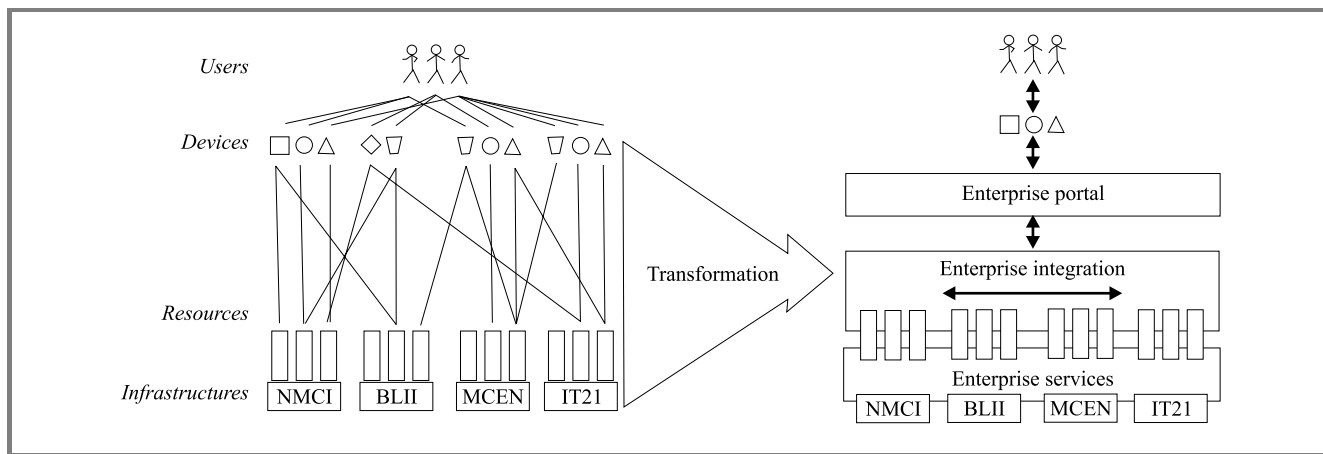 Users
Devices
Enterprise portal
Transformation
Enterprise integration
Resources
Infrastructures
NMCI
BLII
MCEN
IT21
Enterprise services
NMCI
BLII
MCEN
IT21